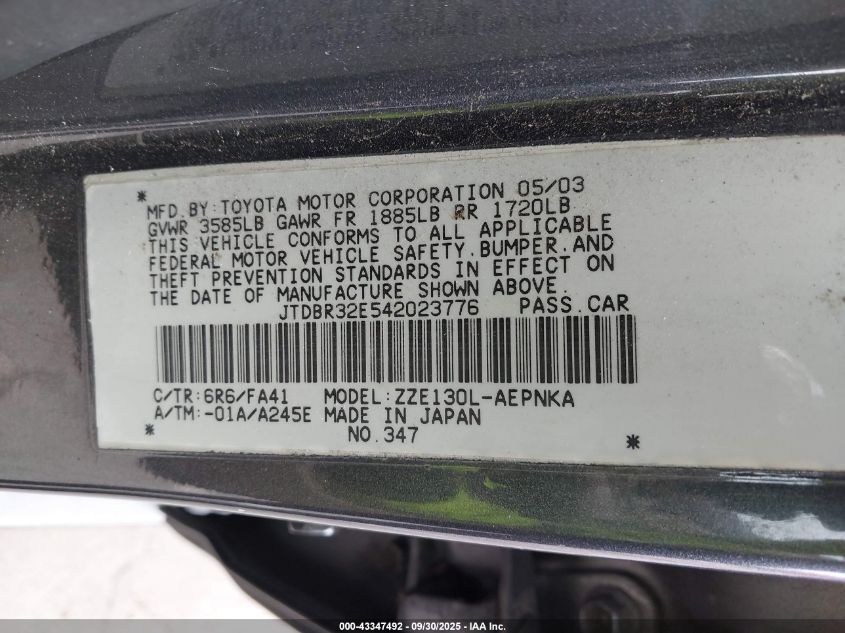 * MFD.BY:TOYOTA MOTOR CORPORATION 05/03
GVWR 3585LB GAWR FR 1885LB RR 1720LB
THIS VEHICLE CONFORMS TO ALL APPLICABLE
FEDERAL MOTOR VEHICLE SAFETY,BUMPER,AND
THEFT PREVENTION STANDARDS IN EFFECT ON
THE DATE OF MANUFACTURE SHOWN ABOVE.
JTDBR32E542023776 PASS.CAR
C/TR:6R6/FA41 MODEL:ZZE130L-AEPNKA
A/TM:-01A/A245E MADE IN JAPAN
* NO.347 *
000-43347492 - 09/30/2025 - IAA Inc.